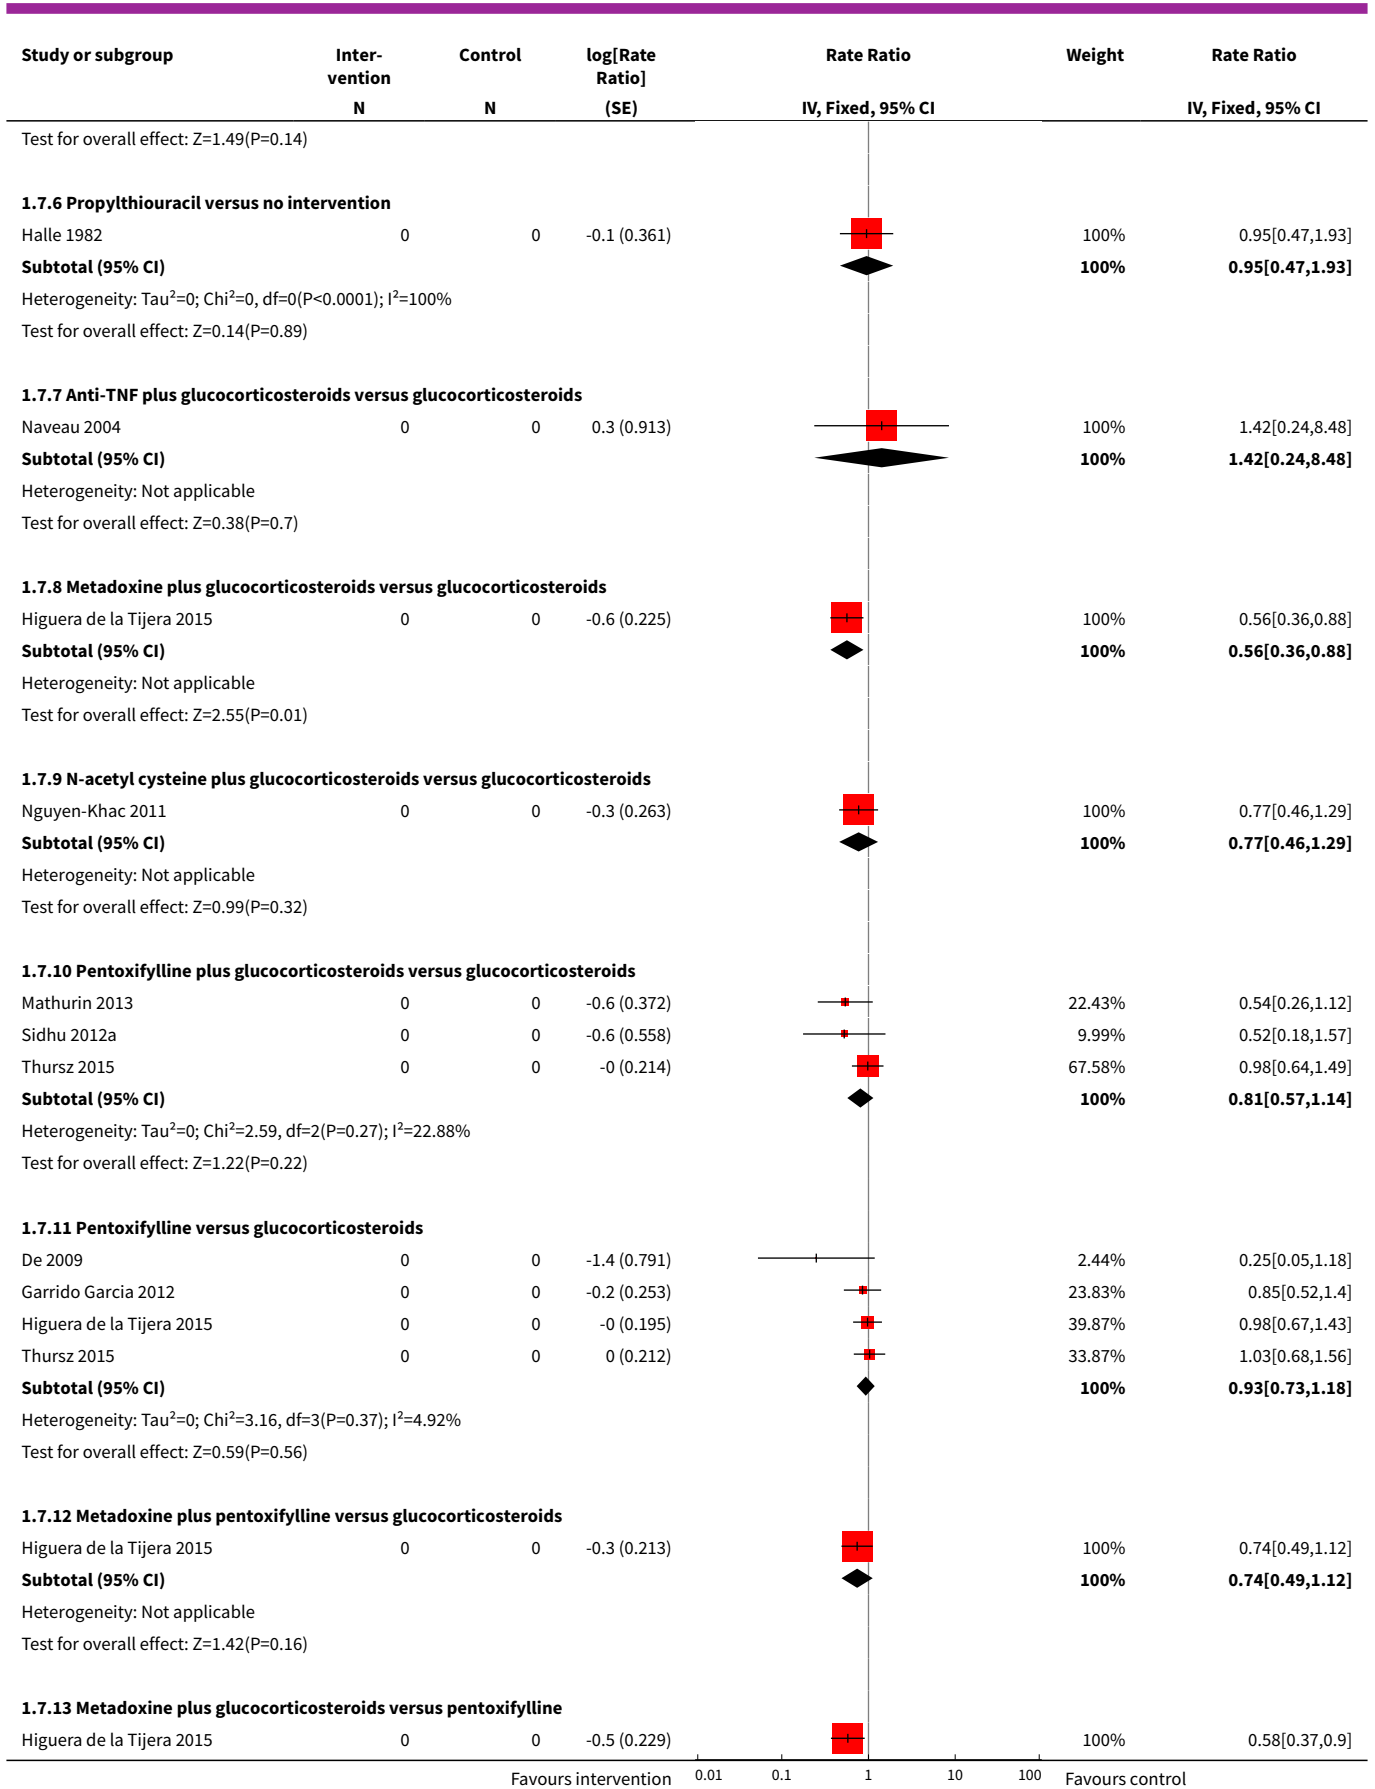 Study or subgroup Inter- Control log[Rate Rate Ratio Weight Rate Ratio
vention Ratio]
N N (SE) IV, Fixed, 95% CI IV, Fixed, 95% CI
Test for overall effect: Z=1.49(P=0.14)
1.7.6 Propylthiouracil versus no intervention
Halle 1982 0 0 -0.1 (0.361) 100% 0.95[0.47,1.93]
Subtotal (95% CI) 100% 0.95[0.47,1.93]
Heterogeneity: Tau²=0; Chi²=0, df=0(P<0.0001); I²=100%
Test for overall effect: Z=0.14(P=0.89)
1.7.7 Anti-TNF plus glucocorticosteroids versus glucocorticosteroids
Naveau 2004 0 0 0.3 (0.913) 100% 1.42[0.24,8.48]
Subtotal (95% CI) 100% 1.42[0.24,8.48]
Heterogeneity: Not applicable
Test for overall effect: Z=0.38(P=0.7)
1.7.8 Metadoxine plus glucocorticosteroids versus glucocorticosteroids
Higuera de la Tijera 2015 0 0 -0.6 (0.225) 100% 0.56[0.36,0.88]
Subtotal (95% CI) 100% 0.56[0.36,0.88]
Heterogeneity: Not applicable
Test for overall effect: Z=2.55(P=0.01)
1.7.9 N-acetyl cysteine plus glucocorticosteroids versus glucocorticosteroids
Nguyen-Khac 2011 0 0 -0.3 (0.263) 100% 0.77[0.46,1.29]
Subtotal (95% CI) 100% 0.77[0.46,1.29]
Heterogeneity: Not applicable
Test for overall effect: Z=0.99(P=0.32)
1.7.10 Pentoxifylline plus glucocorticosteroids versus glucocorticosteroids
Mathurin 2013 0 0 -0.6 (0.372) 22.43% 0.54[0.26,1.12]
Sidhu 2012a 0 0 -0.6 (0.558) 9.99% 0.52[0.18,1.57]
Thursz 2015 0 0 -0 (0.214) 67.58% 0.98[0.64,1.49]
Subtotal (95% CI) 100% 0.81[0.57,1.14]
Heterogeneity: Tau²=0; Chi²=2.59, df=2(P=0.27); I²=22.88%
Test for overall effect: Z=1.22(P=0.22)
1.7.11 Pentoxifylline versus glucocorticosteroids
De 2009 0 0 -1.4 (0.791) 2.44% 0.25[0.05,1.18]
Garrido Garcia 2012 0 0 -0.2 (0.253) 23.83% 0.85[0.52,1.4]
Higuera de la Tijera 2015 0 0 -0 (0.195) 39.87% 0.98[0.67,1.43]
Thursz 2015 0 0 0 (0.212) 33.87% 1.03[0.68,1.56]
Subtotal (95% CI) 100% 0.93[0.73,1.18]
Heterogeneity: Tau²=0; Chi²=3.16, df=3(P=0.37); I²=4.92%
Test for overall effect: Z=0.59(P=0.56)
1.7.12 Metadoxine plus pentoxifylline versus glucocorticosteroids
Higuera de la Tijera 2015 0 0 -0.3 (0.213) 100% 0.74[0.49,1.12]
Subtotal (95% CI) 100% 0.74[0.49,1.12]
Heterogeneity: Not applicable
Test for overall effect: Z=1.42(P=0.16)
1.7.13 Metadoxine plus glucocorticosteroids versus pentoxifylline
Higuera de la Tijera 2015 0 0 -0.5 (0.229) 100% 0.58[0.37,0.9]
Favours intervention 0.01 0.1 1 10 100 Favours control